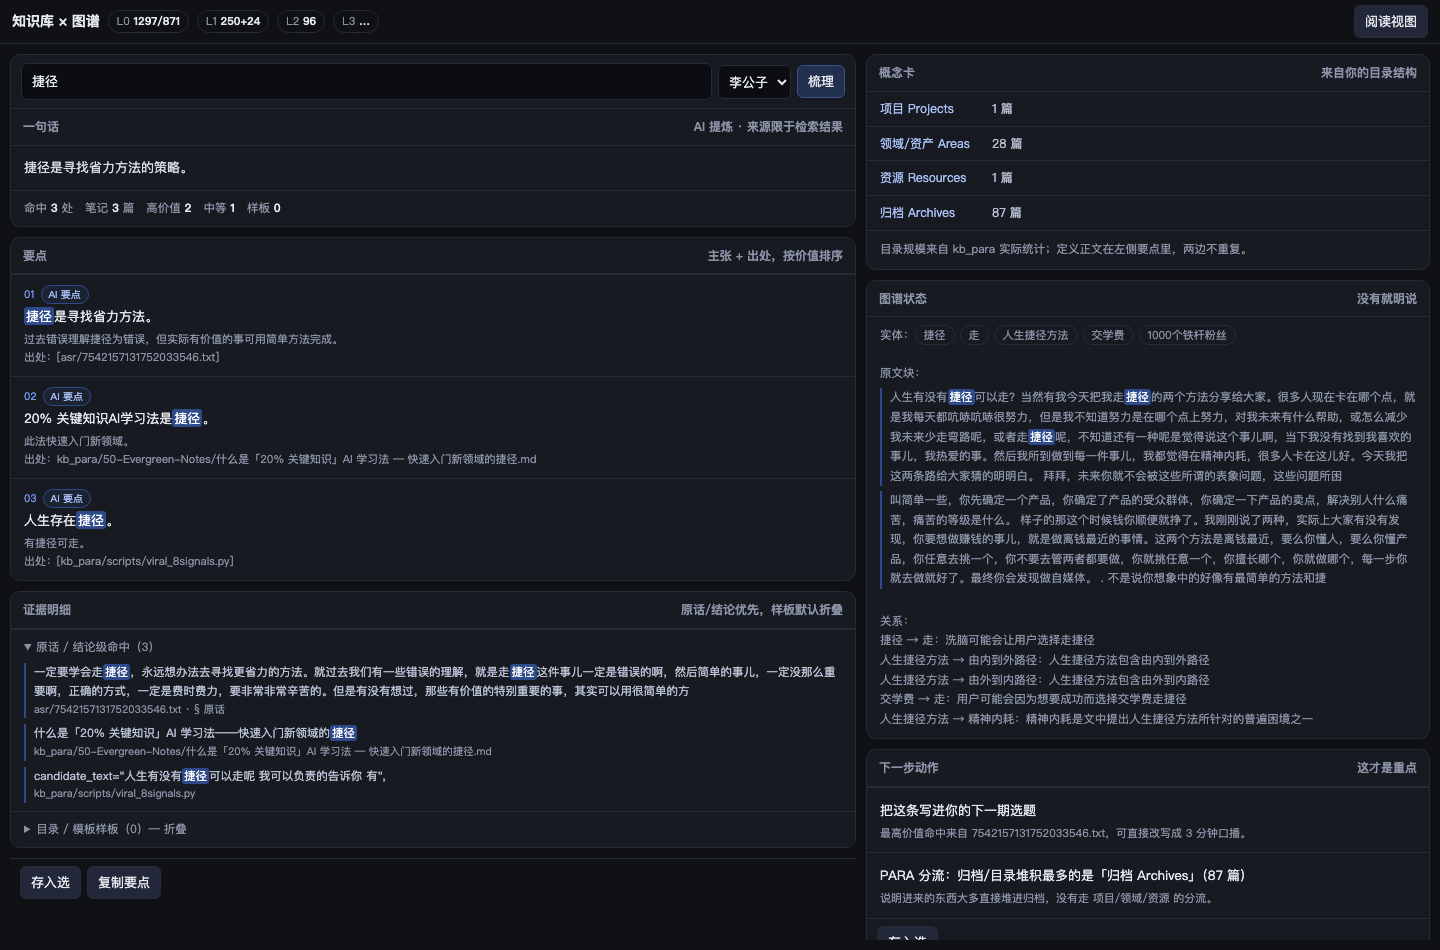 知识库 × 图谱 L0 1297/871 L1 250+24 L2 96 L3 ... 阅读视图
捷径 李公子 梳理
一句话 AI 提炼 · 来源限于检索结果
捷径是寻找省力方法的策略。
命中 3 处 笔记 3 篇 高价值 2 中等 1 样板 0
要点 主张 + 出处，按价值排序
01 AI 要点
捷径是寻找省力方法。
过去错误理解捷径为错误，但实际有价值的事可用简单方法完成。
出处：[asr/7542157131752033546.txt]
02 AI 要点
20% 关键知识AI学习法是捷径。
此法快速入门新领域。
出处：kb_para/50-Evergreen-Notes/什么是「20% 关键知识」AI 学习法 — 快速入门新领域的捷径.md
03 AI 要点
人生存在捷径。
有捷径可走。
出处：[kb_para/scripts/viral_8signals.py]
证据明细 原话/结论优先，样板默认折叠
▼ 原话 / 结论级命中（3）
一定要学会走捷径，永远想办法去寻找更省力的方法。就过去我们有一些错误的理解，就是走捷径这件事儿一定是错误的啊，然后简单的事儿，一定没那么重
要啊，正确的方式，一定是费时费力，要非常非常辛苦的。但是有没有想过，那些有价值的特别重要的事，其实可以用很简单的方
asr/7542157131752033546.txt · § 原话
什么是「20% 关键知识」AI 学习法——快速入门新领域的捷径
kb_para/50-Evergreen-Notes/什么是「20% 关键知识」AI 学习法 — 快速入门新领域的捷径.md
candidate_text="人生有没有捷径可以走呢 我可以负责的告诉你 有",
kb_para/scripts/viral_8signals.py
▶ 目录 / 模板样板（0）— 折叠
存入选 复制要点
概念卡 来自你的目录结构
项目 Projects 1 篇
领域/资产 Areas 28 篇
资源 Resources 1 篇
归档 Archives 87 篇
目录规模来自 kb_para 实际统计；定义正文在左侧要点里，两边不重复。
图谱状态 没有就明说
实体： 捷径 走 人生捷径方法 交学费 1000个铁杆粉丝
原文块：
人生有没有捷径可以走？当然有我今天把我走捷径的两个方法分享给大家。很多人现在卡在哪个点，就
是我每天都吭哧吭哧很努力，但是我不知道努力是在哪个点上努力，对我未来有什么帮助，或怎么减少
我未来少走弯路呢，或者走捷径呢，不知道还有一种呢是觉得说这个事儿啊，当下我没有找到我喜欢的
事儿，我热爱的事。然后我所到做到每一件事儿，我都觉得在精神内耗，很多人卡在这儿好。今天我把
这两条路给大家猜的明明白。 拜拜，未来你就不会被这些所谓的表象问题，这些问题所困
叫简单一些，你先确定一个产品，你确定了产品的受众群体，你确定一下产品的卖点，解决别人什么痛
苦，痛苦的等级是什么。 样子的那这个时候钱你顺便就挣了。我刚刚说了两种，实际上大家有没有发
现，你要想做赚钱的事儿，就是做离钱最近的事情。这两个方法是离钱最近，要么你懂人，要么你懂产
品，你任意去挑一个，你不要去管两者都要做，你就挑任意一个，你擅长哪个，你就做哪个，每一步你
就去做就好了。最终你会发现做自媒体。 . 不是说你想象中的好像有最简单的方法和捷
关系：
捷径 → 走：洗脑可能会让用户选择走捷径
人生捷径方法 → 由内到外路径：人生捷径方法包含由内到外路径
人生捷径方法 → 由外到内路径：人生捷径方法包含由外到内路径
交学费 → 走：用户可能会因为想要成功而选择交学费走捷径
人生捷径方法 → 精神内耗：精神内耗是文中提出人生捷径方法所针对的普遍困境之一
下一步动作 这才是重点
把这条写进你的下一期选题
最高价值命中来自 7542157131752033546.txt，可直接改写成 3 分钟口播。
PARA 分流：归档/目录堆积最多的是「归档 Archives」（87 篇）
说明进来的东西大多直接堆进归档，没有走 项目/领域/资源 的分流。